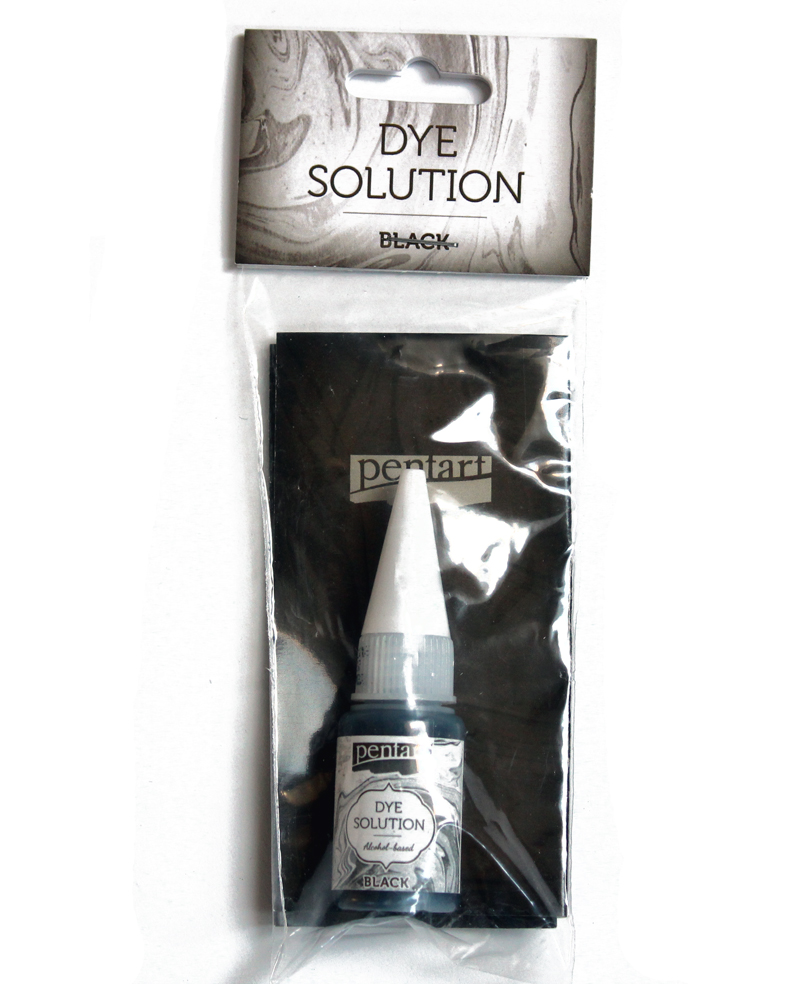 DYE
SOLUTION
BLACK
pentart
pentart
DYE
SOLUTION
Alcohol-based
BLACK